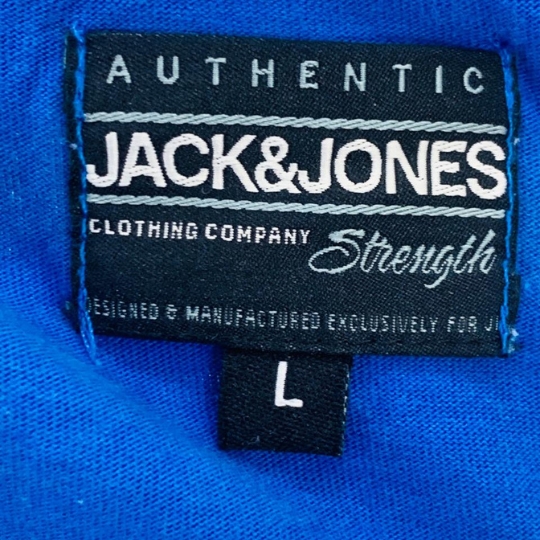 AUTHENTIC
JACK&JONES
CLOTHING COMPANY Strength
DESIGNED & MANUFACTURED EXCLUSIVELY FOR
L